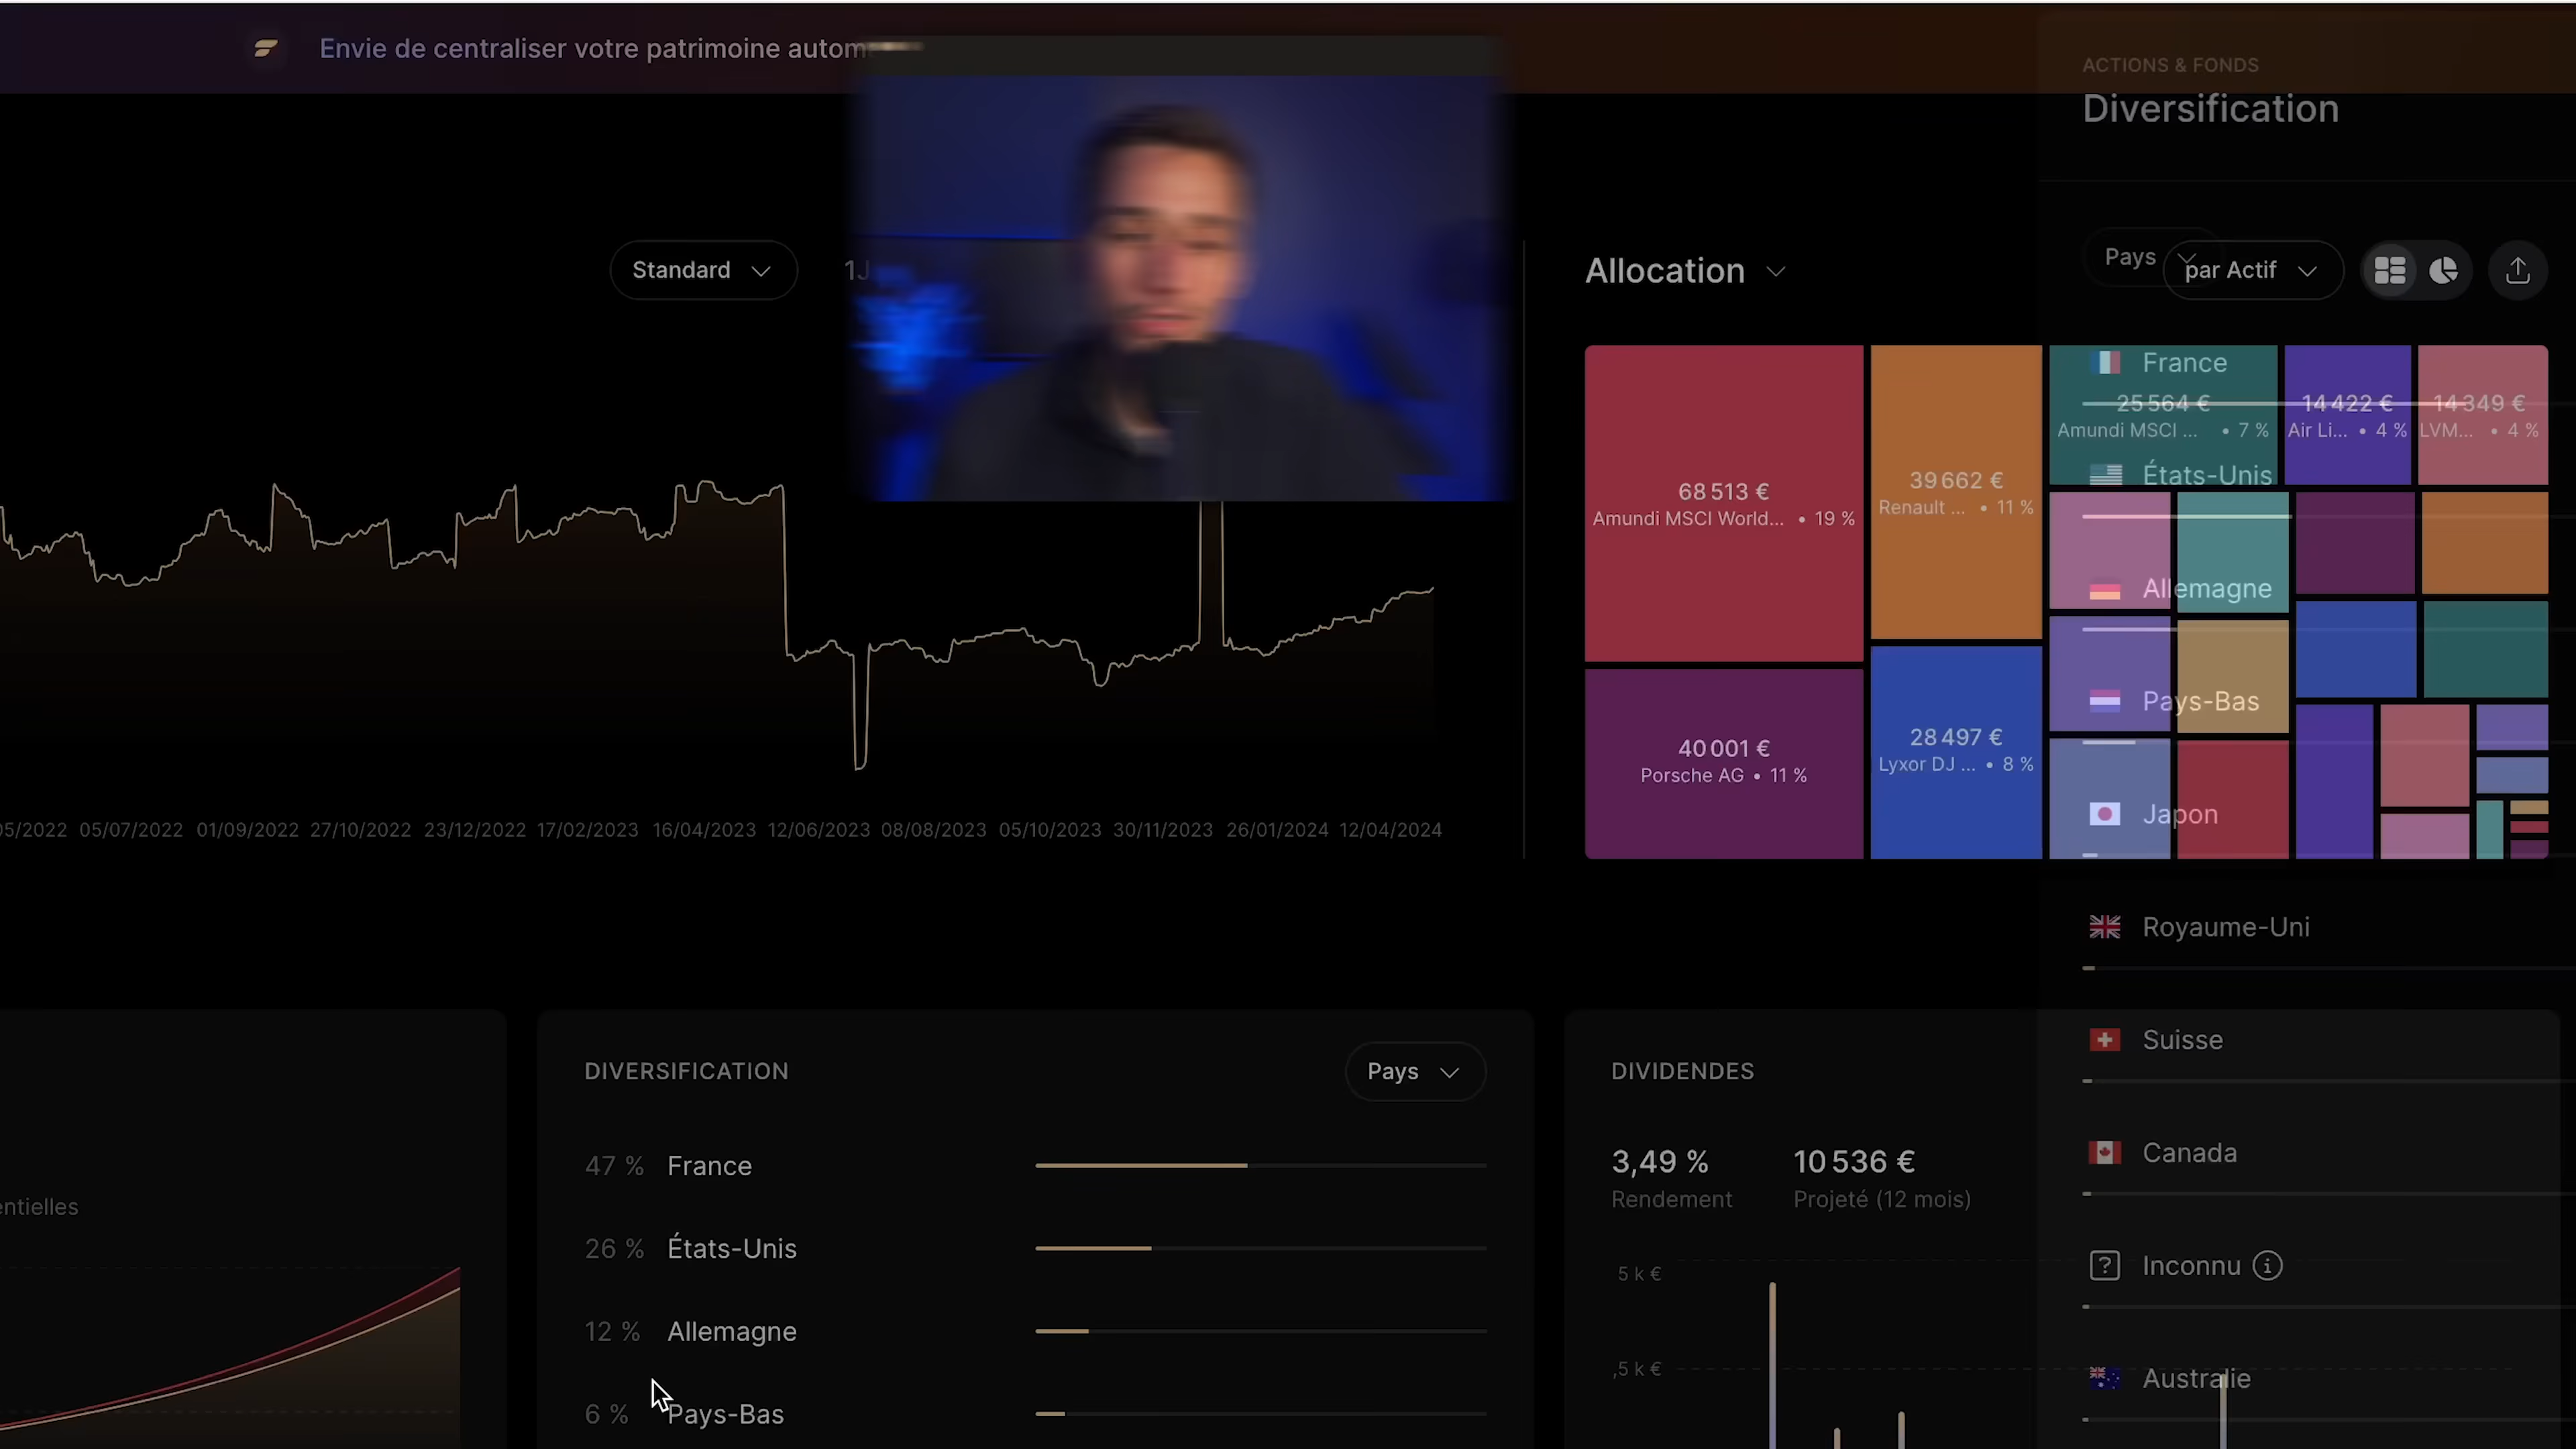 Envie de centraliser votre patrimoine autom
ACTIONS & FONDS
Diversification
Standard
1J
Allocation
Pays
par Actif
68 513 €
Amundi MSCI World... • 19 %
39 662 €
Renault ... • 11 %
25 564 €
Amundi MSCI ... • 7 %
14 422 €
Air Li... • 4 %
14 349 €
LVM... • 4 %
40 001 €
Porsche AG • 11 %
28 497 €
Lyxor DJ ... • 8 %
France
États-Unis
Allemagne
Pays-Bas
Japon
Royaume-Uni
Suisse
Canada
Inconnu
Australie
05/2022 05/07/2022 01/09/2022 27/10/2022 23/12/2022 17/02/2023 16/04/2023 12/06/2023 08/08/2023 05/10/2023 30/11/2023 26/01/2024 12/04/2024
entielles
DIVERSIFICATION
Pays
47 % France
26 % États-Unis
12 % Allemagne
6 % Pays-Bas
DIVIDENDES
3,49 %
Rendement
10 536 €
Projeté (12 mois)
5 k €
,5 k €